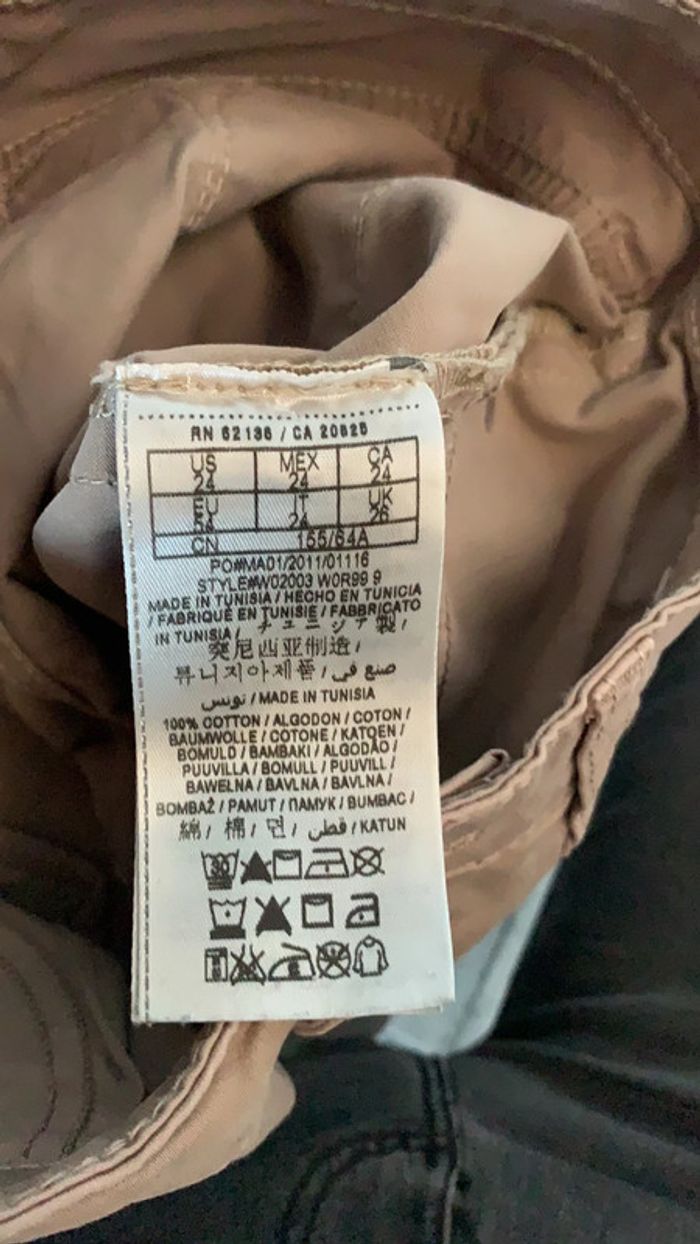 RN 62136 / CA 20826
US MEX CA
24 24 24
EU IT UK
34 24 26
CN 155/64A
PO#MA01/2011/01116
STYLE#W02003 W0R99 9
MADE IN TUNISIA / HECHO EN TUNICIA
/ FABRIQUÉ EN TUNISIE / FABBRICATO
IN TUNISIA / チュニジア製 /
突尼西亚制造 /
튜니지아제품 / صنع في
تونس / MADE IN TUNISIA
100% COTTON / ALGODON / COTON /
BAUMWOLLE / COTONE / KATOEN /
BOMULD / BAMBAKI / ALGODÃO /
PUUVILLA / BOMULL / PUUVILL /
BAWELNA / BAVLNA / BAVLNA /
BOMBAŽ / PAMUT / ПАМУК / BUMBAC /
綿 / 棉 / 면 / قطن / KATUN